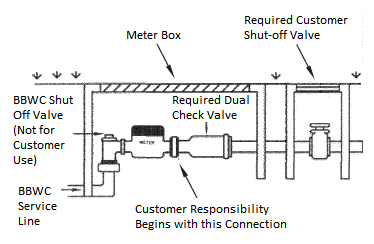 Required Customer
Shut-off Valve
Meter Box
BBWC Shut
Off Valve
(Not for
Customer
Use)
Required Dual
Check Valve
METER
BBWC
Service
Line
Customer Responsibility
Begins with this Connection